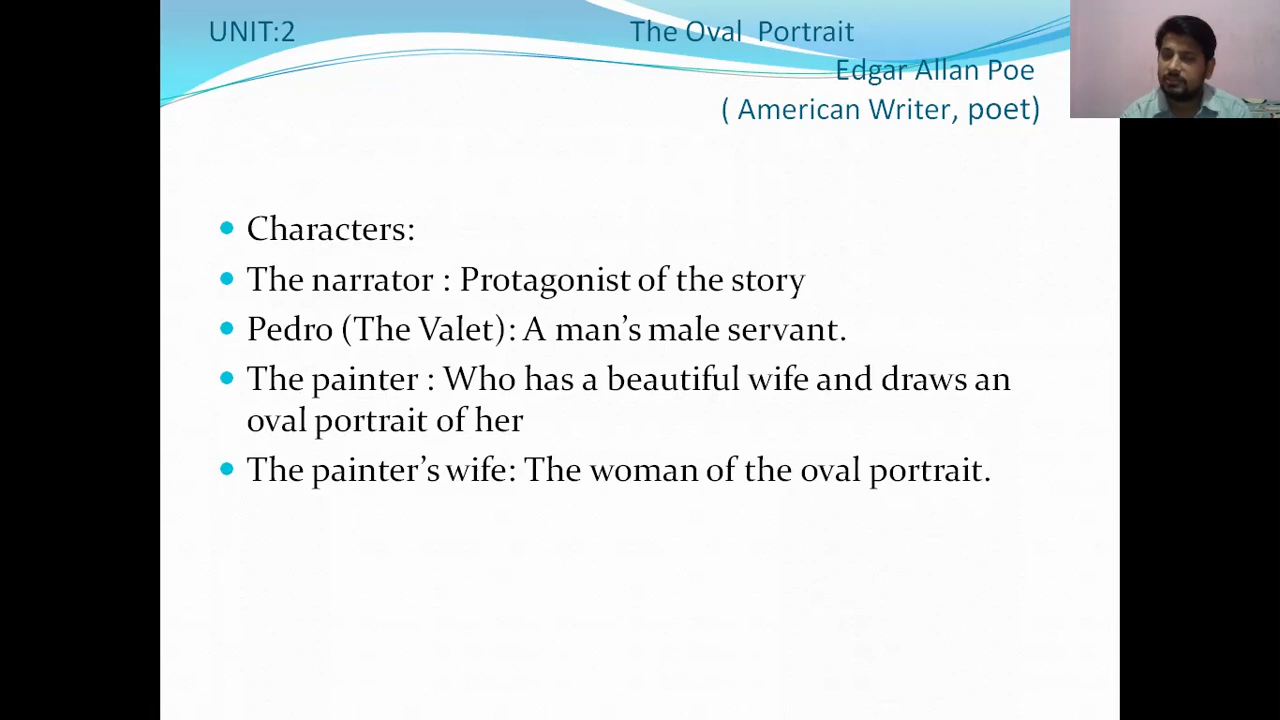 UNIT:2 The Oval Portrait
Edgar Allan Poe
( American Writer, poet)
• Characters:
• The narrator : Protagonist of the story
• Pedro (The Valet): A man’s male servant.
• The painter : Who has a beautiful wife and draws an
oval portrait of her
• The painter’s wife: The woman of the oval portrait.